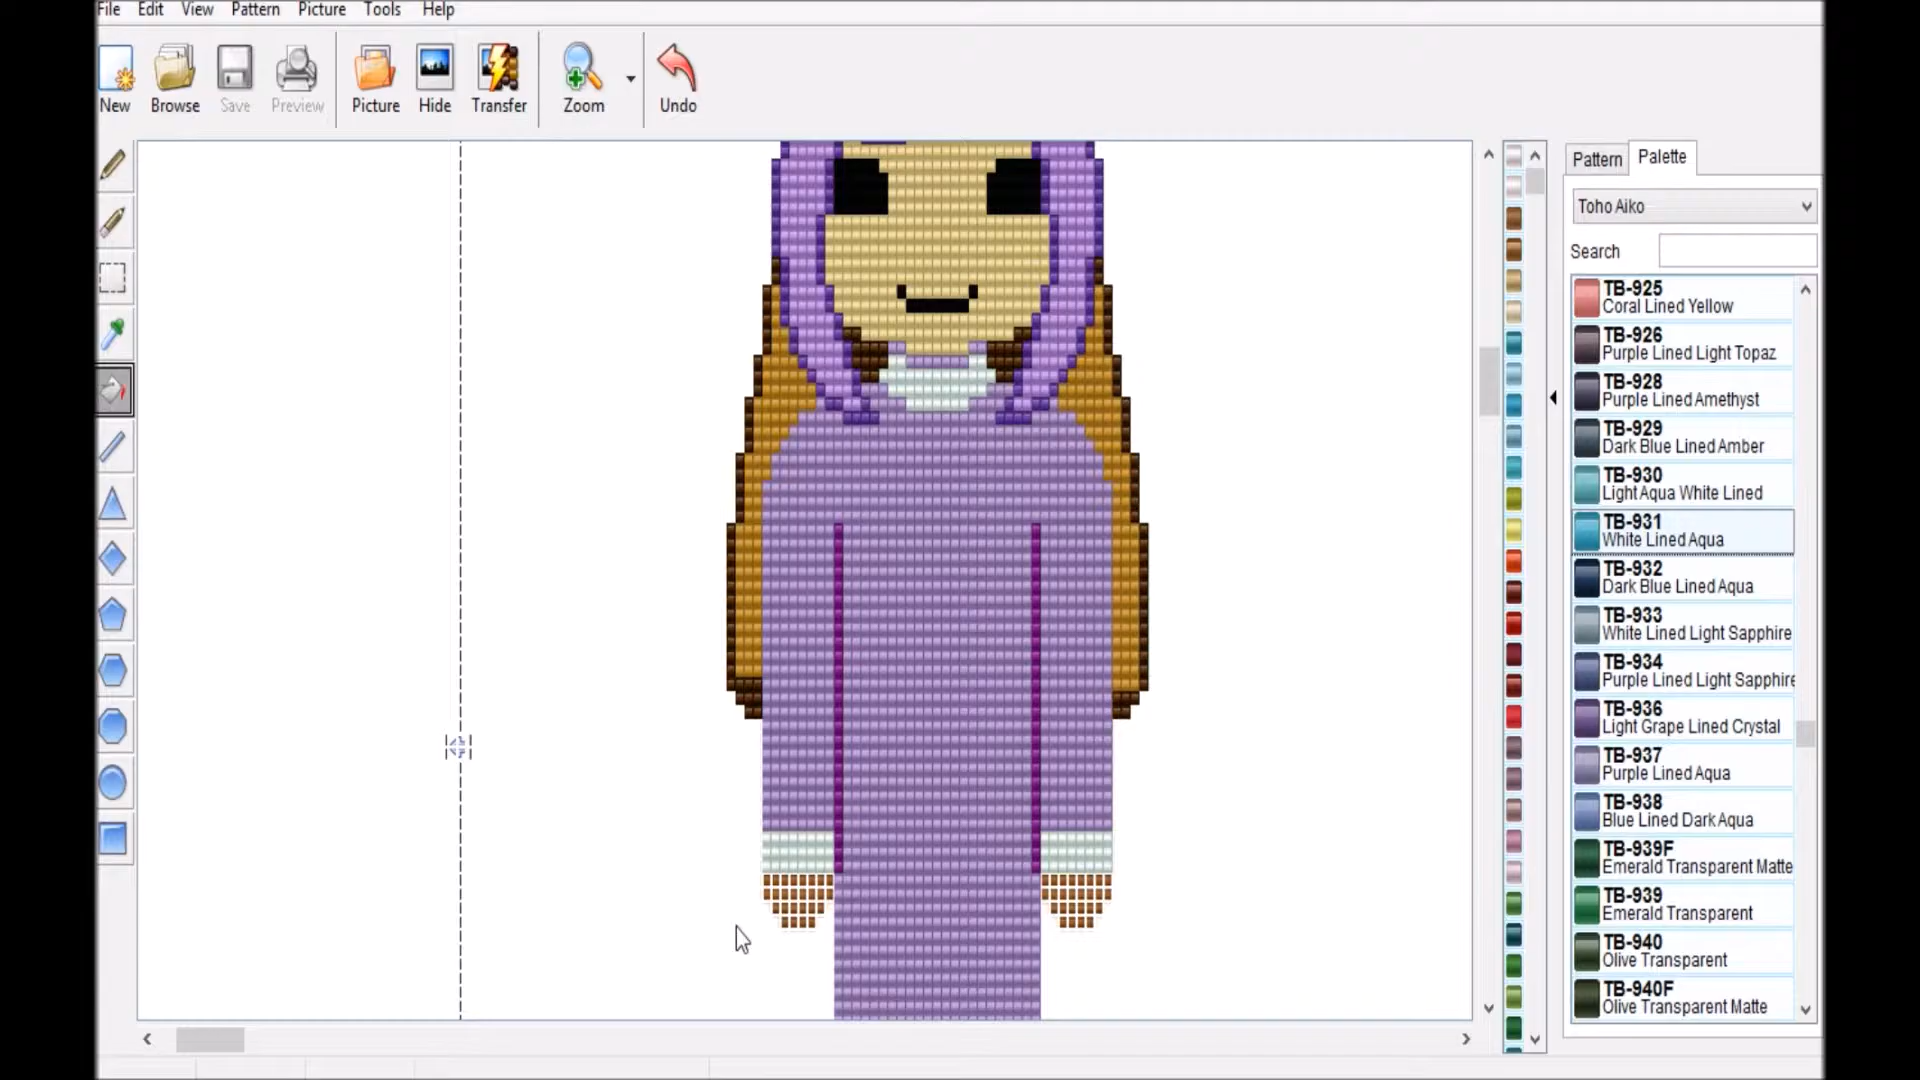 File Edit View Pattern Picture Tools Help
New Browse Save Preview Picture Hide Transfer Zoom Undo
Pattern Palette
Toho Aiko
Search
TB-925
Coral Lined Yellow
TB-926
Purple Lined Light Topaz
TB-928
Purple Lined Amethyst
TB-929
Dark Blue Lined Amber
TB-930
Light Aqua White Lined
TB-931
White Lined Aqua
TB-932
Dark Blue Lined Aqua
TB-933
White Lined Light Sapphire
TB-934
Purple Lined Light Sapphire
TB-936
Light Grape Lined Crystal
TB-937
Purple Lined Aqua
TB-938
Blue Lined Dark Aqua
TB-939F
Emerald Transparent Matte
TB-939
Emerald Transparent
TB-940
Olive Transparent
TB-940F
Olive Transparent Matte